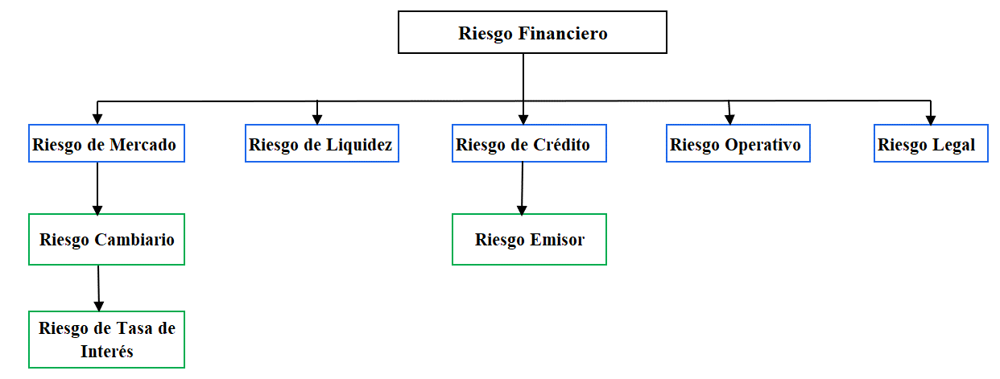 Riesgo Financiero
Riesgo de Mercado
Riesgo de Liquidez
Riesgo de Crédito
Riesgo Operativo
Riesgo Legal
Riesgo Cambiario
Riesgo Emisor
Riesgo de Tasa de
Interés